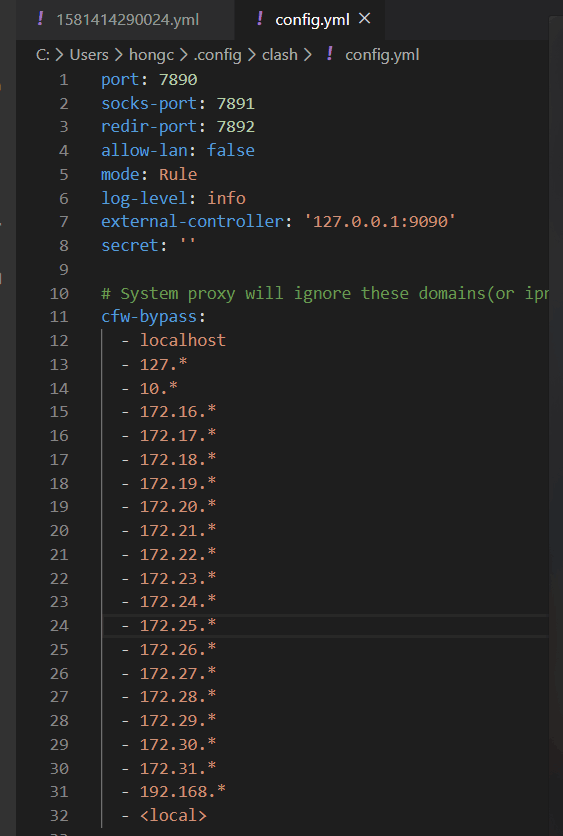 ! 1581414290024.yml ! config.yml ×
C: > Users > hongc > .config > clash > ! config.yml
1 port: 7890
2 socks-port: 7891
3 redir-port: 7892
4 allow-lan: false
5 mode: Rule
6 log-level: info
7 external-controller: '127.0.0.1:9090'
8 secret: ''
9
10 # System proxy will ignore these domains(or ipr
11 cfw-bypass:
12 - localhost
13 - 127.*
14 - 10.*
15 - 172.16.*
16 - 172.17.*
17 - 172.18.*
18 - 172.19.*
19 - 172.20.*
20 - 172.21.*
21 - 172.22.*
22 - 172.23.*
23 - 172.24.*
24 - 172.25.*
25 - 172.26.*
26 - 172.27.*
27 - 172.28.*
28 - 172.29.*
29 - 172.30.*
30 - 172.31.*
31 - 192.168.*
32 - <local>